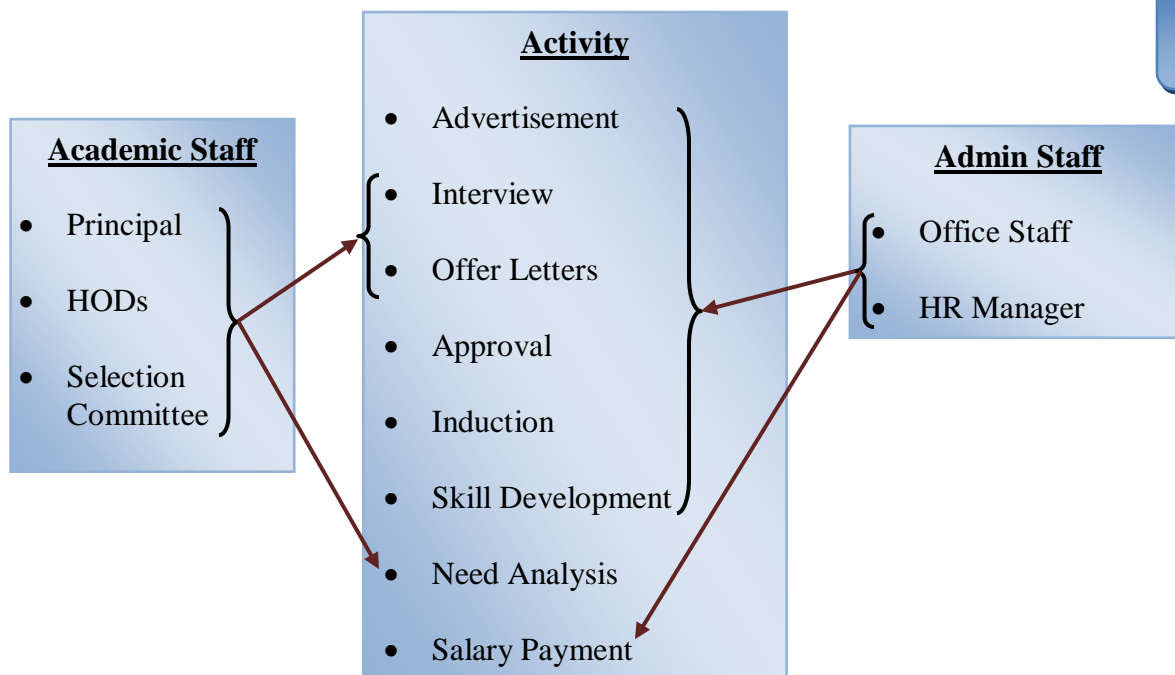 Academic Staff
• Principal
• HODs
• Selection
Committee
Activity
• Advertisement
• Interview
• Offer Letters
• Approval
• Induction
• Skill Development
• Need Analysis
• Salary Payment
Admin Staff
• Office Staff
• HR Manager